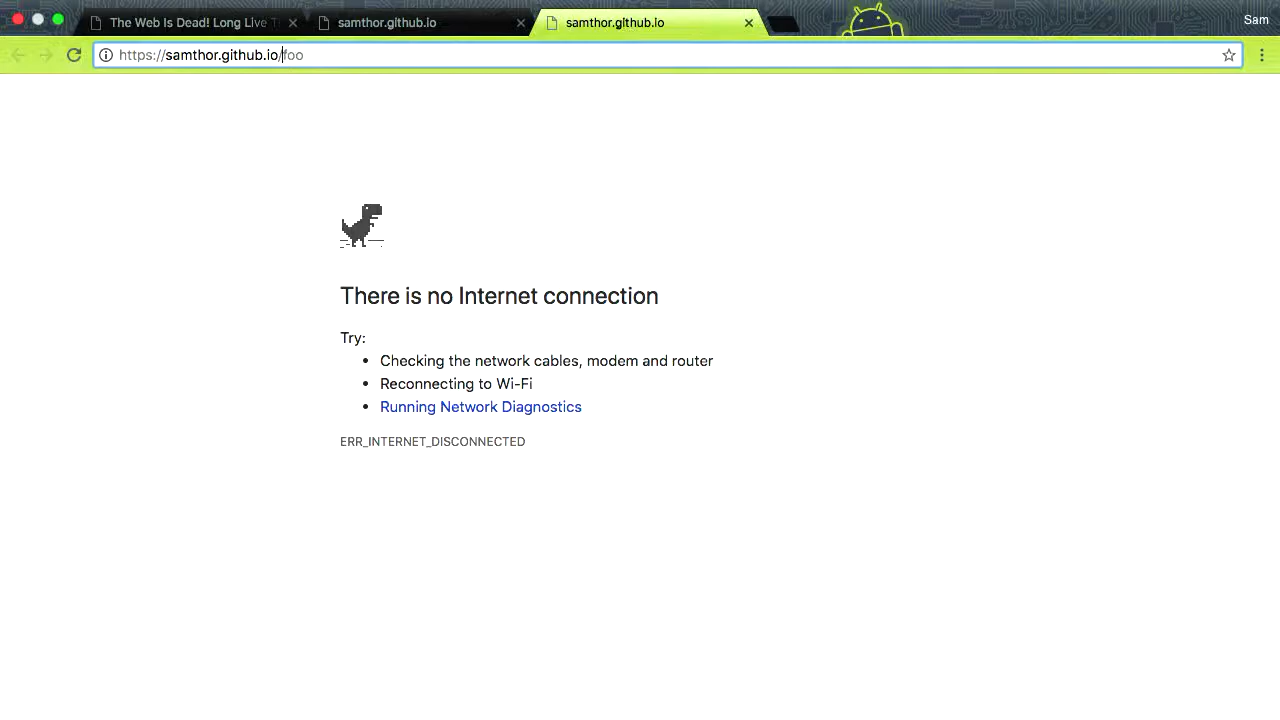 The Web Is Dead! Long Live T
samthor.github.io
samthor.github.io
Sam
https://samthor.github.io/foo
There is no Internet connection
Try:
• Checking the network cables, modem and router
• Reconnecting to Wi-Fi
• Running Network Diagnostics
ERR_INTERNET_DISCONNECTED